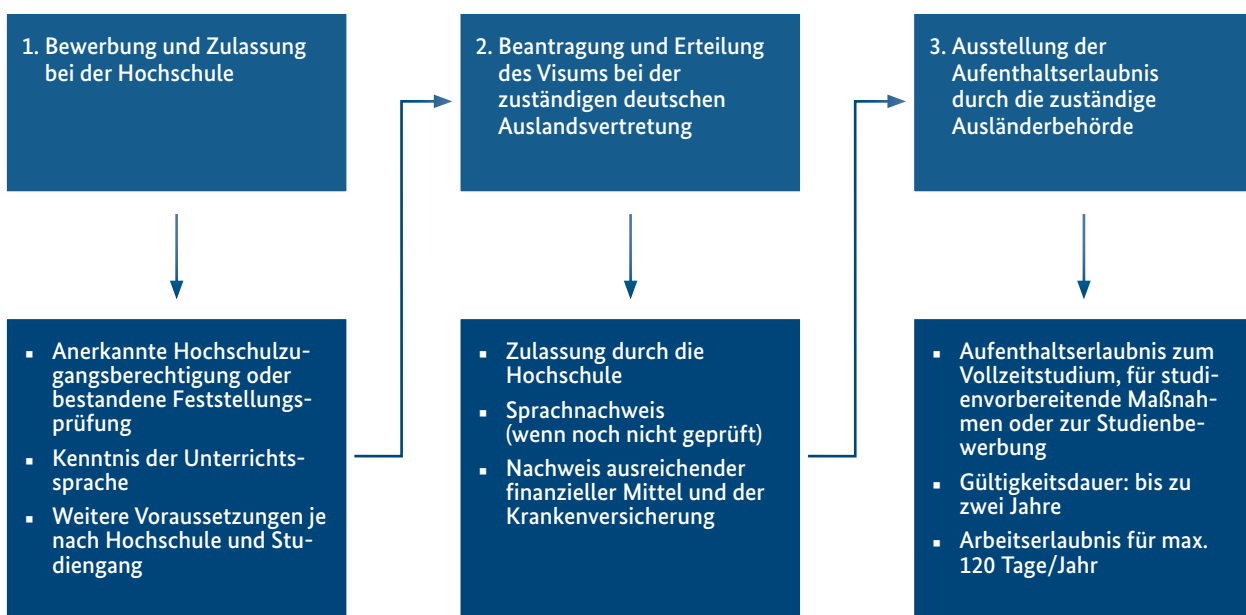 1. Bewerbung und Zulassung
bei der Hochschule
▪ Anerkannte Hochschulzu-
gangsberechtigung oder
bestandene Feststellungs-
prüfung
▪ Kenntnis der Unterrichts-
sprache
▪ Weitere Voraussetzungen je
nach Hochschule und Stu-
diengang
2. Beantragung und Erteilung
des Visums bei der
zuständigen deutschen
Auslandsvertretung
▪ Zulassung durch die
Hochschule
▪ Sprachnachweis
(wenn noch nicht geprüft)
▪ Nachweis ausreichender
finanzieller Mittel und der
Krankenversicherung
3. Ausstellung der
Aufenthaltserlaubnis
durch die zuständige
Ausländerbehörde
▪ Aufenthaltserlaubnis zum
Vollzeitstudium, für studi-
envorbereitende Maßnah-
men oder zur Studienbe-
werbung
▪ Gültigkeitsdauer: bis zu
zwei Jahre
▪ Arbeitserlaubnis für max.
120 Tage/Jahr